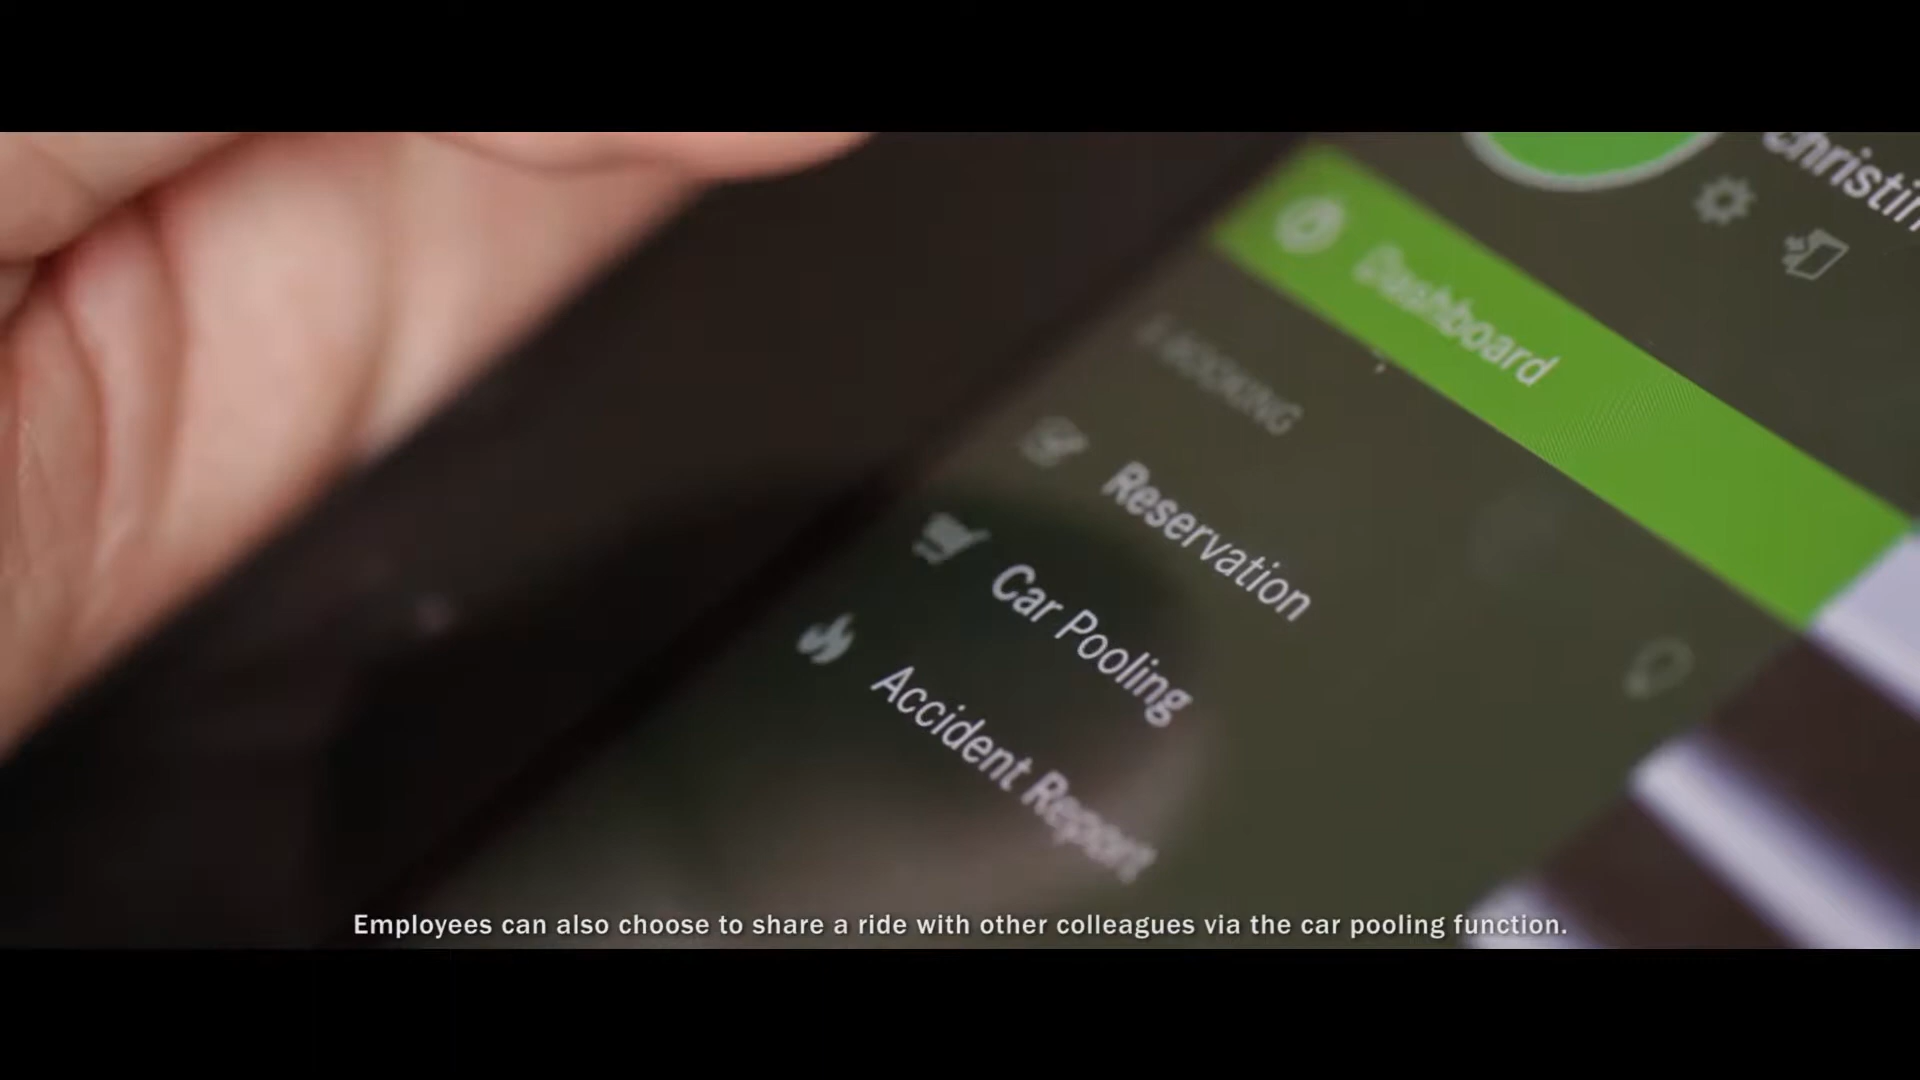 Dashboard
Reservation
Car Pooling
Accident Report
Employees can also choose to share a ride with other colleagues via the car pooling function.